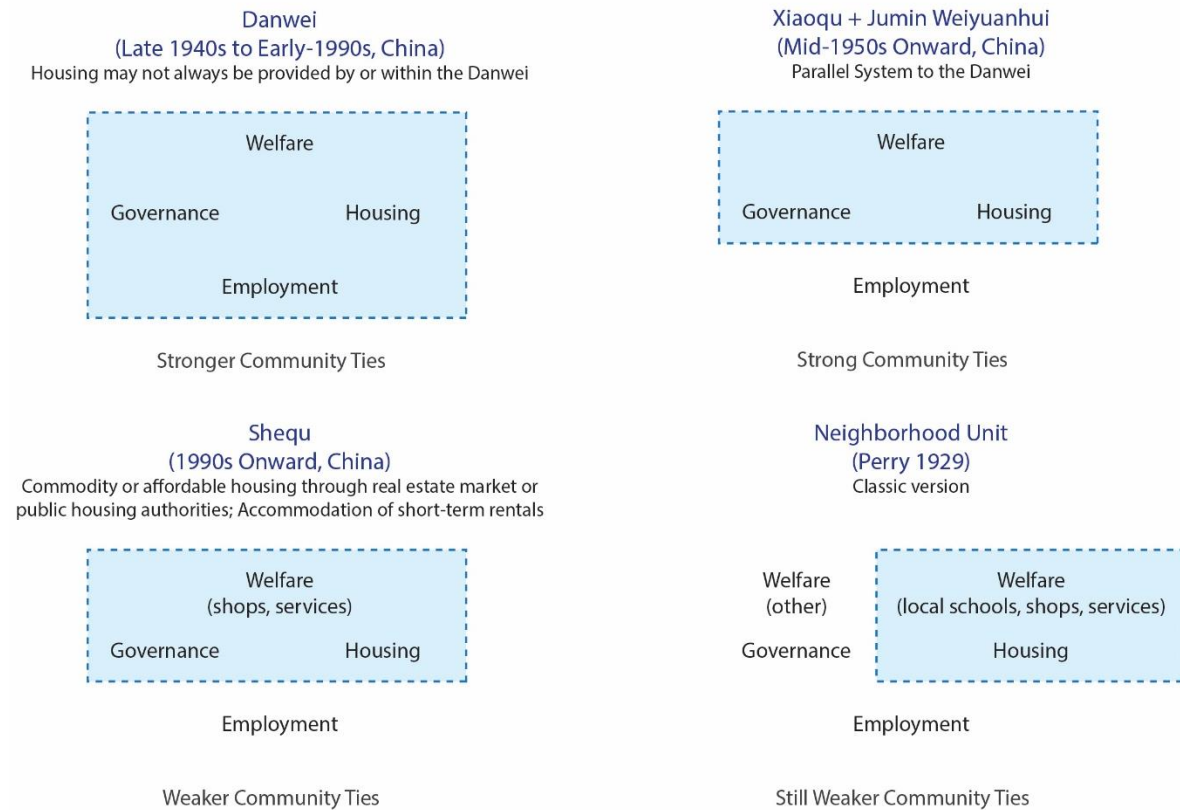 Danwei
(Late 1940s to Early-1990s, China)
Housing may not always be provided by or within the Danwei
Welfare
Governance Housing
Employment
Stronger Community Ties
Xiaoqu + Jumin Weiyuanhui
(Mid-1950s Onward, China)
Parallel System to the Danwei
Welfare
Governance Housing
Employment
Strong Community Ties
Shequ
(1990s Onward, China)
Commodity or affordable housing through real estate market or
public housing authorities; Accommodation of short-term rentals
Welfare
(shops, services)
Governance Housing
Employment
Weaker Community Ties
Neighborhood Unit
(Perry 1929)
Classic version
Welfare
(other)
Welfare
(local schools, shops, services)
Governance Housing
Employment
Still Weaker Community Ties